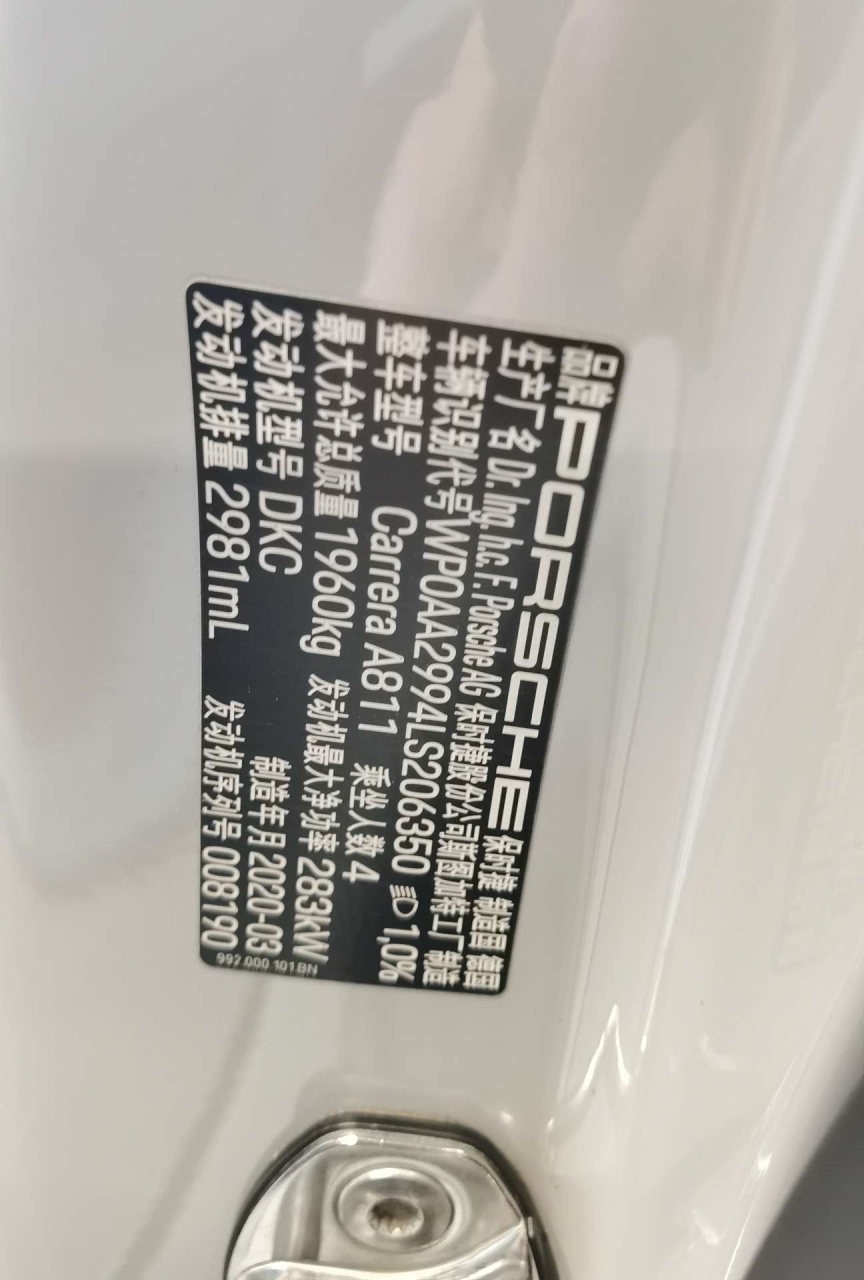 品牌 PORSCHE 保时捷 制造国 德国
生产厂名 Dr. Ing. h.c. F. Porsche AG 保时捷股份公司斯图加特工厂 制造
车辆识别代号 WP0AA2994LS206350 1,0%
整车型号 Carrera A811 乘坐人数 4
最大允许总质量 1960kg 发动机最大净功率 283kW
发动机型号 DKC 制造年月 2020-03
发动机排量 2981mL 发动机序列号 008190
992.000.101.BN